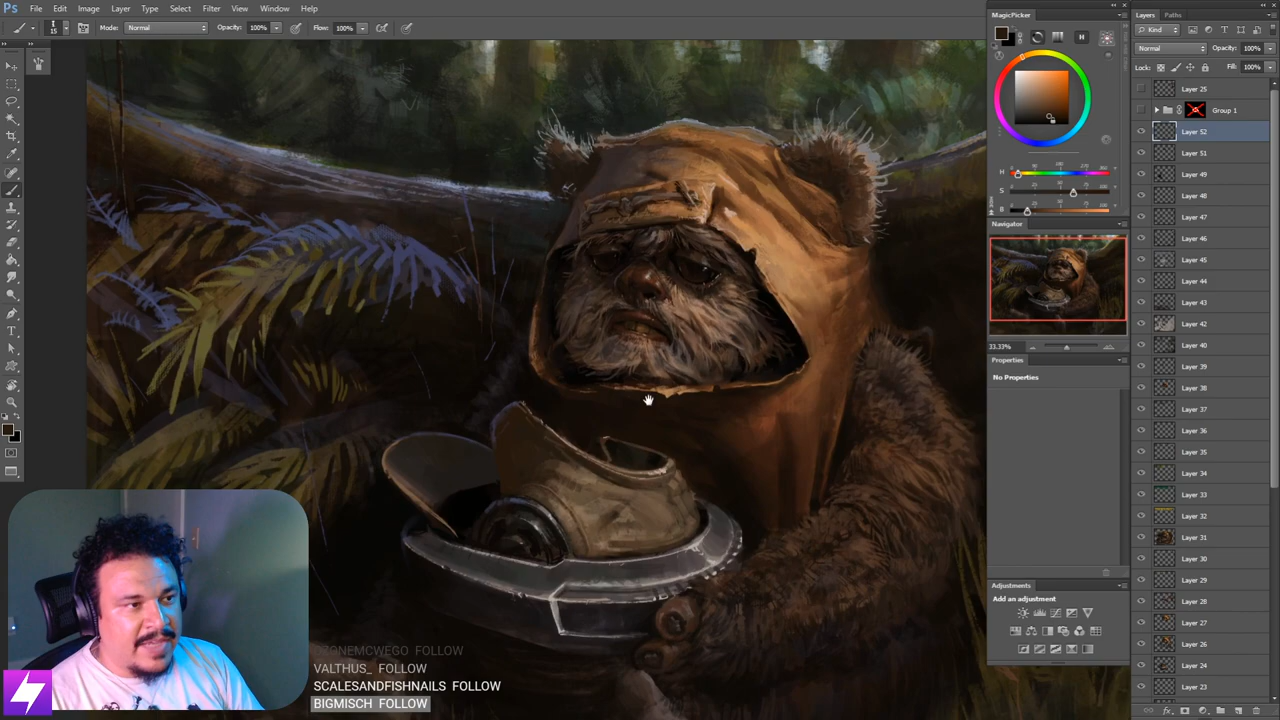 Ps File Edit Image Layer Type Select Filter View Window Help
15 Mode: Normal Opacity: 100% Flow: 100%
MagicPicker
H
H
S
B
Navigator
33.33%
Properties
No Properties
Adjustments
Add an adjustment
Layers Paths
Kind
Normal Opacity: 100%
Lock: Fill: 100%
Layer 25
Group 1
Layer 52
Layer 51
Layer 49
Layer 48
Layer 47
Layer 46
Layer 45
Layer 44
Layer 43
Layer 42
Layer 40
Layer 39
Layer 38
Layer 37
Layer 36
Layer 35
Layer 34
Layer 33
Layer 32
Layer 31
Layer 30
Layer 29
Layer 28
Layer 27
Layer 26
Layer 24
Layer 23
OZONEMCWEGO FOLLOW
VALTHUS_ FOLLOW
SCALESANDFISHNAILS FOLLOW
BIGMISCH FOLLOW